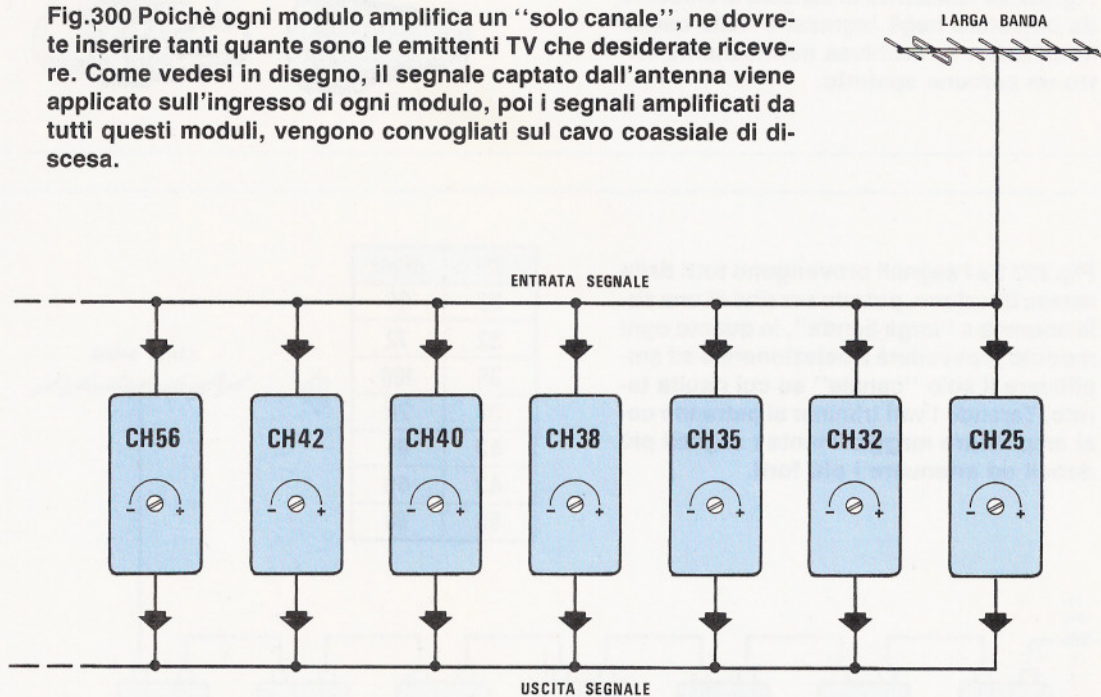 Fig.300 Poichè ogni modulo amplifica un ‘‘solo canale’’, ne dovre-
te inserire tanti quante sono le emittenti TV che desiderate riceve-
re. Come vedesi in disegno, il segnale captato dall'antenna viene
applicato sull'ingresso di ogni modulo, poi i segnali amplificati da
tutti questi moduli, vengono convogliati sul cavo coassiale di di-
scesa.
LARGA BANDA
ENTRATA SEGNALE
CH56 CH42 CH40 CH38 CH35 CH32 CH25
- + - + - + - + - + - + - +
USCITA SEGNALE